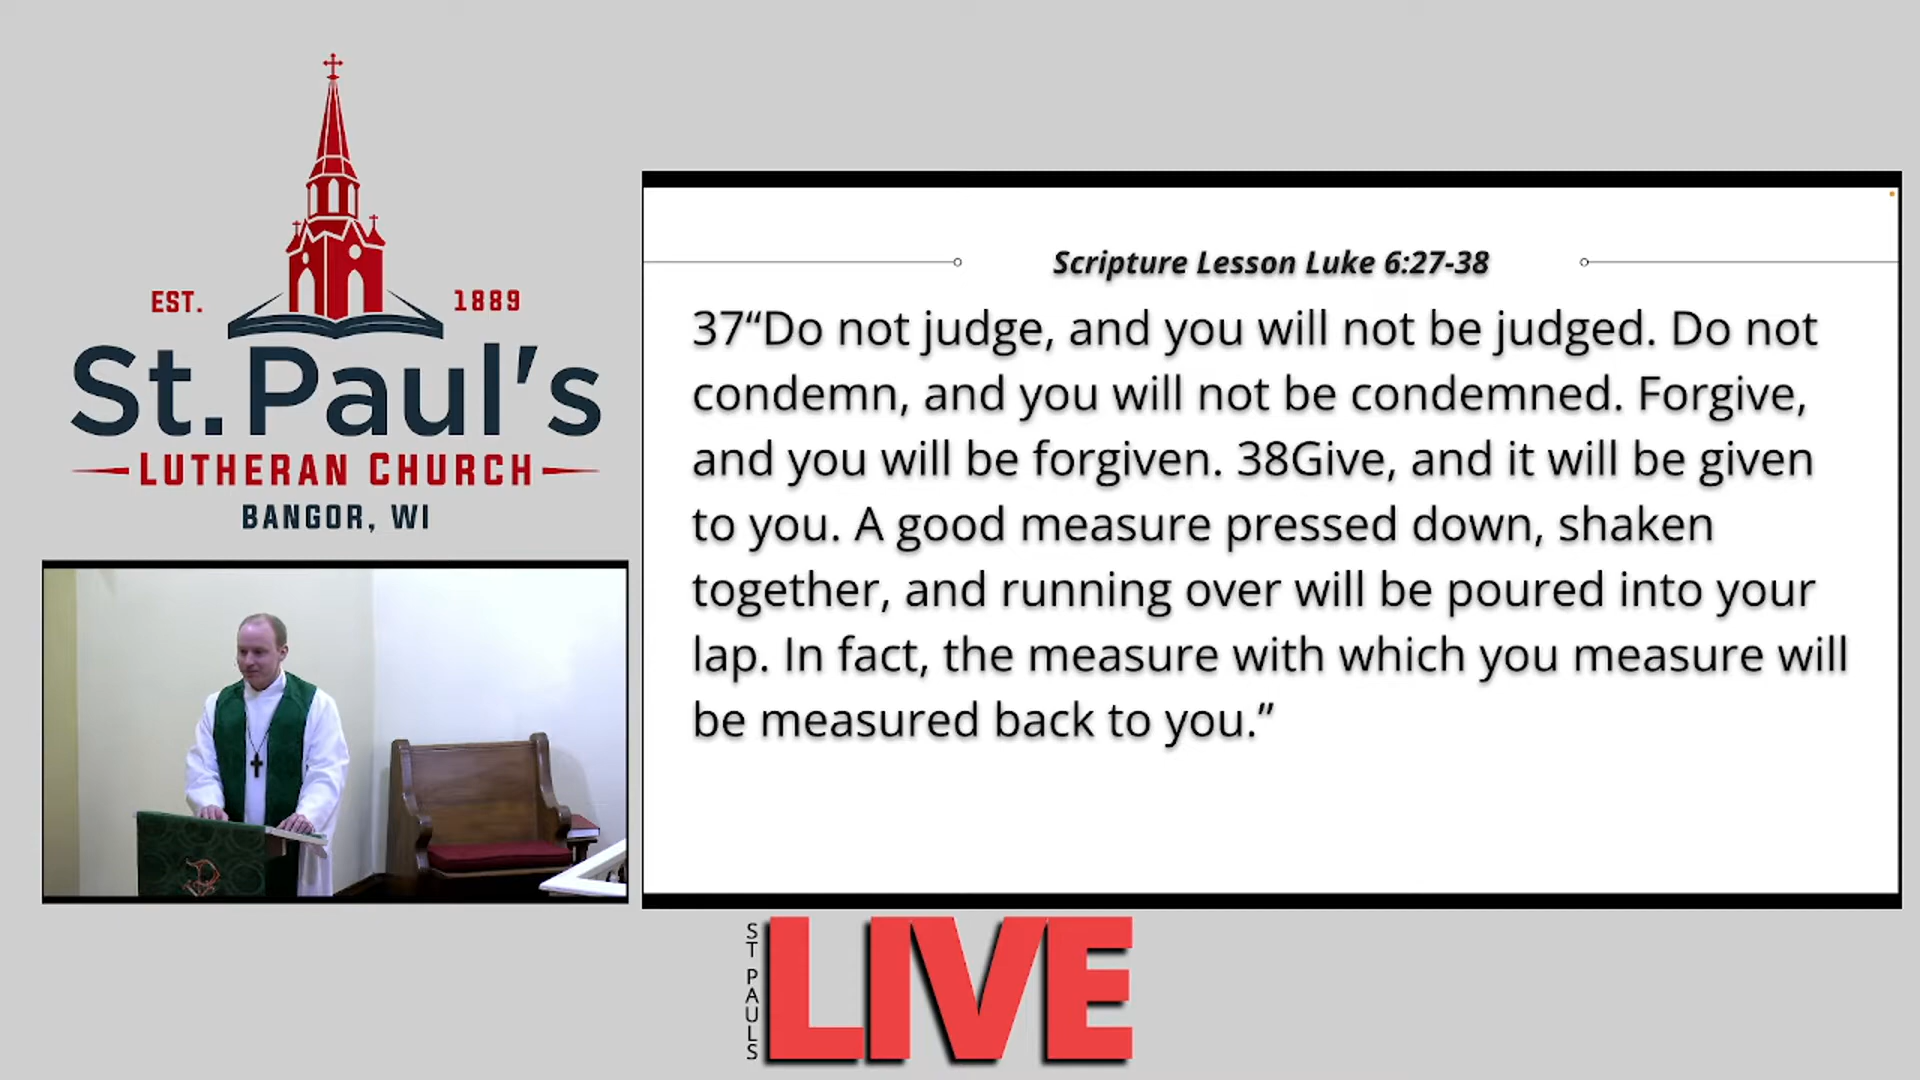 EST. 1889
St. Paul's
LUTHERAN CHURCH
BANGOR, WI
Scripture Lesson Luke 6:27-38
37“Do not judge, and you will not be judged. Do not
condemn, and you will not be condemned. Forgive,
and you will be forgiven. 38Give, and it will be given
to you. A good measure pressed down, shaken
together, and running over will be poured into your
lap. In fact, the measure with which you measure will
be measured back to you.”
ST PAULS
LIVE